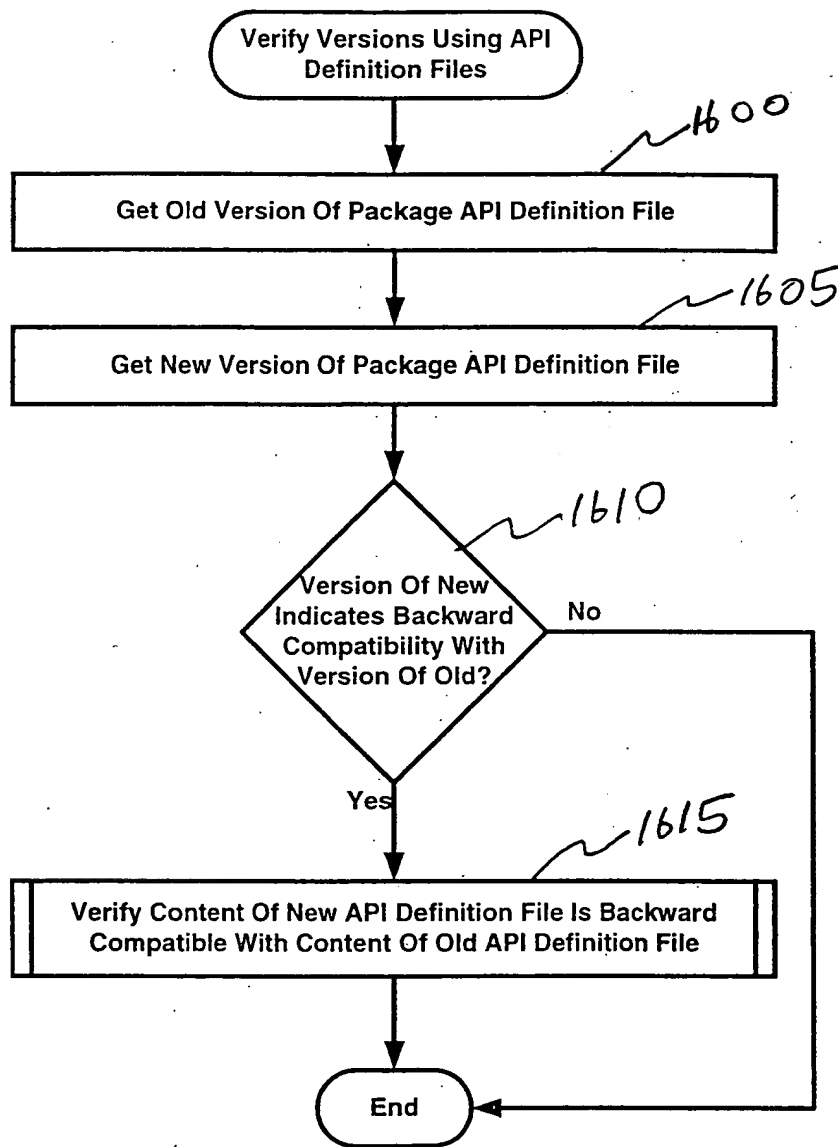 Verify Versions Using API
Definition Files
1600
Get Old Version Of Package API Definition File
1605
Get New Version Of Package API Definition File
1610
Version Of New
Indicates Backward
Compatibility With
Version Of Old?
No
Yes
1615
Verify Content Of New API Definition File Is Backward
Compatible With Content Of Old API Definition File
End